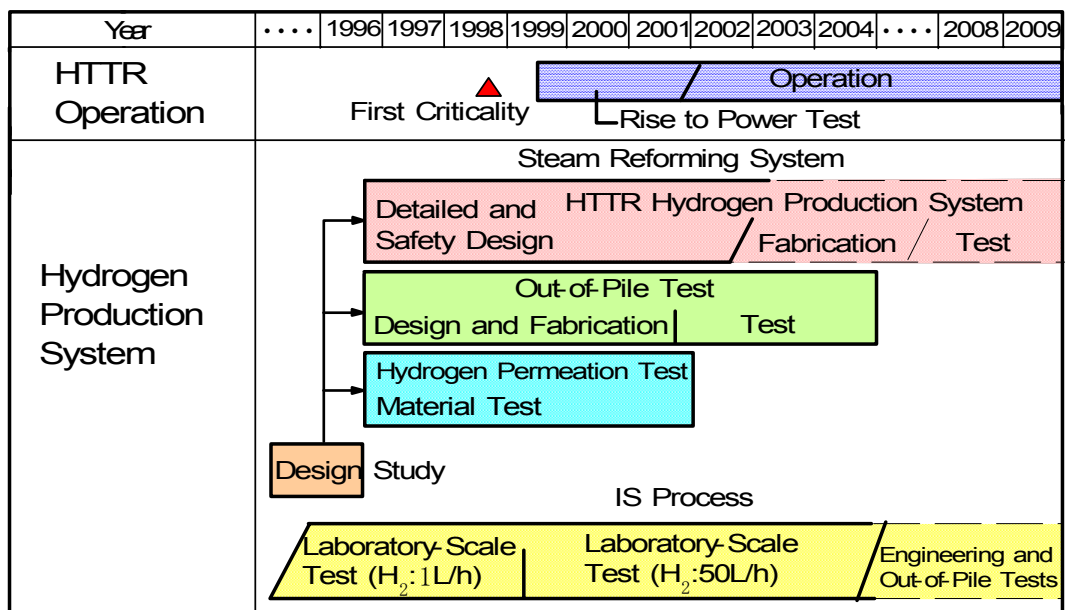 Year .... 1996 1997 1998 1999 2000 2001 2002 2003 2004 .... 2008 2009
HTTR
Operation
Operation
First Criticality
Rise to Power Test
Hydrogen
Production
System
Steam Reforming System
HTTR Hydrogen Production System
Detailed and
Safety Design
Fabrication
Test
Out-of-Pile Test
Design and Fabrication
Test
Hydrogen Permeation Test
Material Test
Design Study
IS Process
Laboratory-Scale
Test (H₂:1L/h)
Laboratory-Scale
Test (H₂:50L/h)
Engineering and
Out-of-Pile Tests